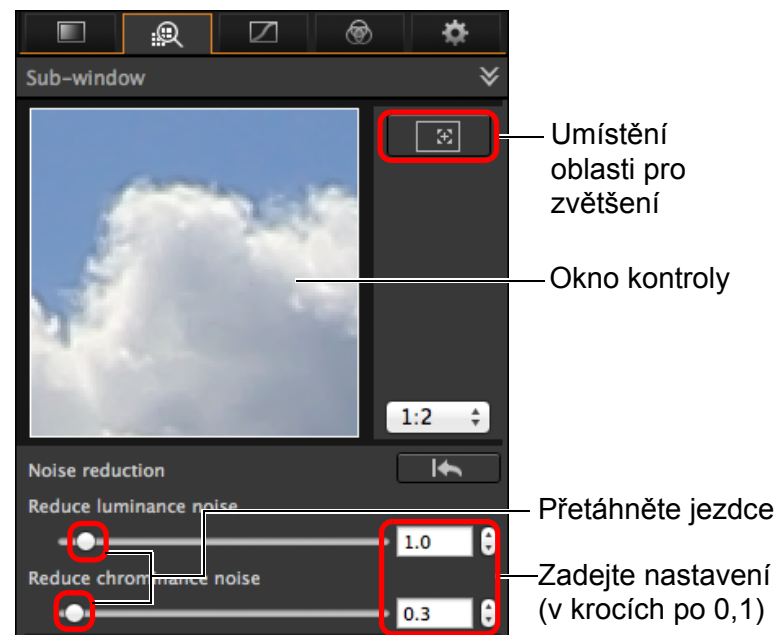 Sub-window
Umístění
oblasti pro
zvětšení
Okno kontroly
1:2
Noise reduction
Reduce luminance noise
1.0
Přetáhněte jezdce
Reduce chrominance noise
0.3
Zadejte nastavení
(v krocích po 0,1)